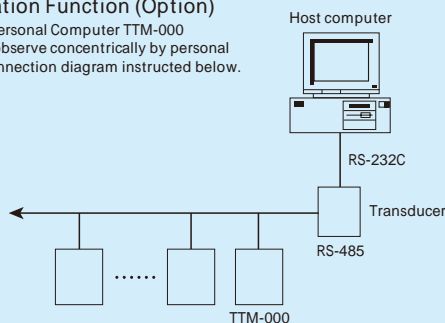 ation Function (Option)
ersonal Computer TTM-000
observe concentrically by personal
nnection diagram instructed below.
Host computer
RS-232C
Transducer
RS-485
......
TTM-000